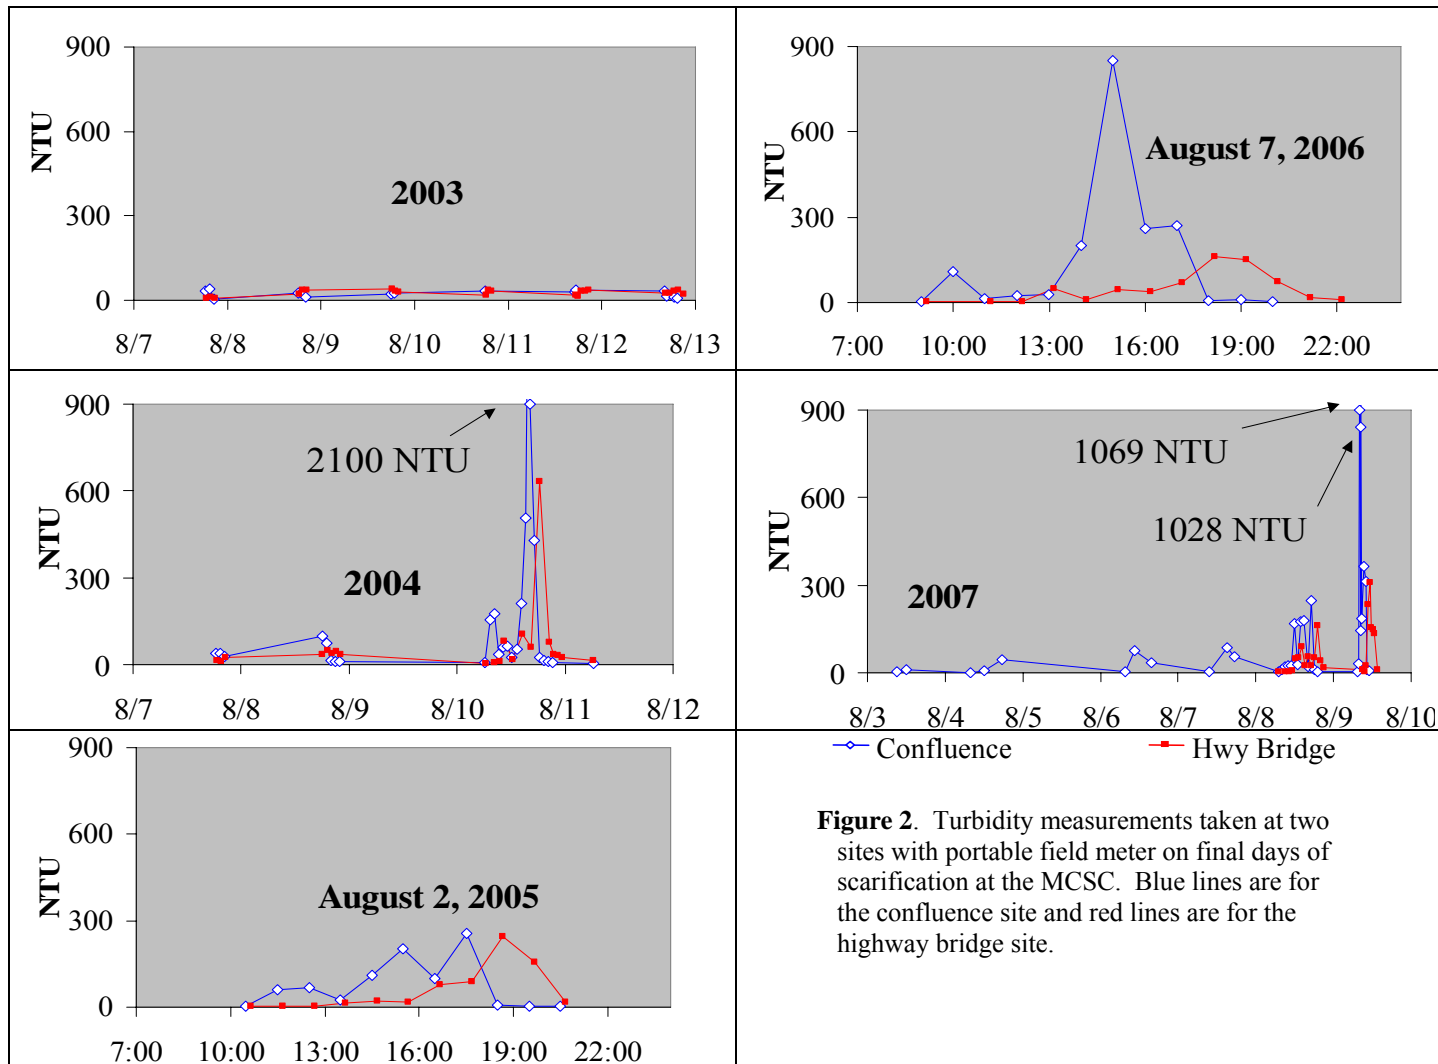 900
600
300
0
NTU
2003
8/7 8/8 8/9 8/10 8/11 8/12 8/13
900
600
300
0
NTU
August 7, 2006
7:00 10:00 13:00 16:00 19:00 22:00
900
600
300
0
NTU
2100 NTU
2004
8/7 8/8 8/9 8/10 8/11 8/12
900
600
300
0
NTU
1069 NTU
1028 NTU
2007
8/3 8/4 8/5 8/6 8/7 8/8 8/9 8/10
Confluence Hwy Bridge
900
600
300
0
NTU
August 2, 2005
7:00 10:00 13:00 16:00 19:00 22:00
Figure 2. Turbidity measurements taken at two
sites with portable field meter on final days of
scarification at the MCSC. Blue lines are for
the confluence site and red lines are for the
highway bridge site.